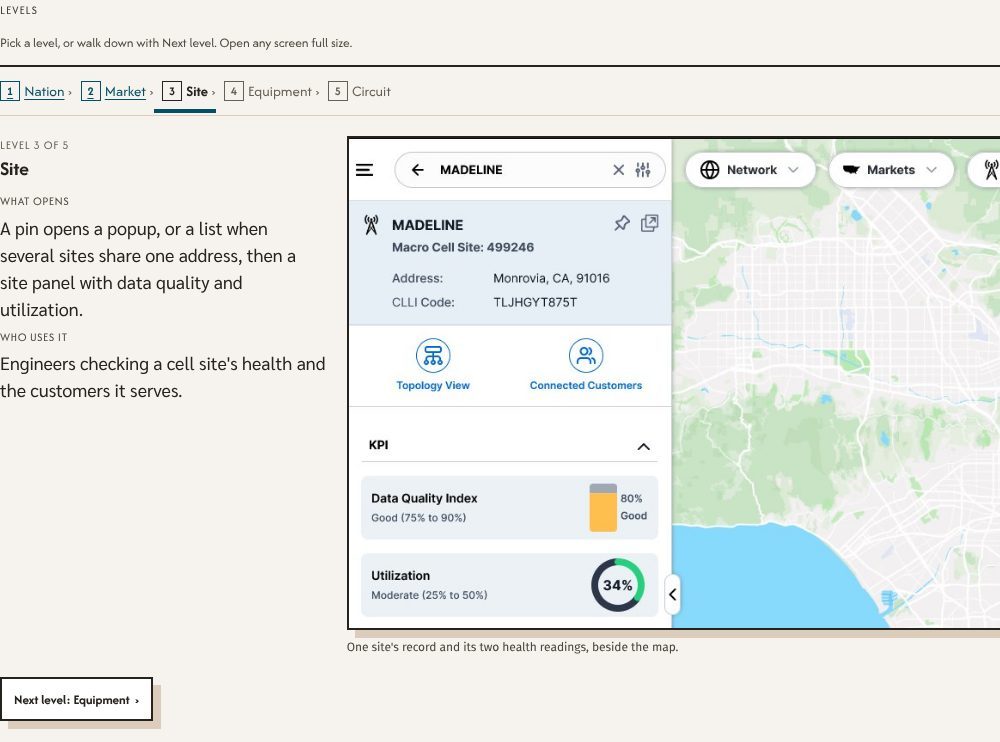 LEVELS
Pick a level, or walk down with Next level. Open any screen full size.
1 Nation › 2 Market › 3 Site › 4 Equipment › 5 Circuit
LEVEL 3 OF 5
Site
WHAT OPENS
A pin opens a popup, or a list when
several sites share one address, then a
site panel with data quality and
utilization.
WHO USES IT
Engineers checking a cell site's health and
the customers it serves.
MADELINE
Network
Markets
MADELINE
Macro Cell Site: 499246
Address: Monrovia, CA, 91016
CLLI Code: TLJHGYT875T
Topology View
Connected Customers
KPI
Data Quality Index
Good (75% to 90%)
80%
Good
Utilization
Moderate (25% to 50%)
34%
One site's record and its two health readings, beside the map.
Next level: Equipment ›